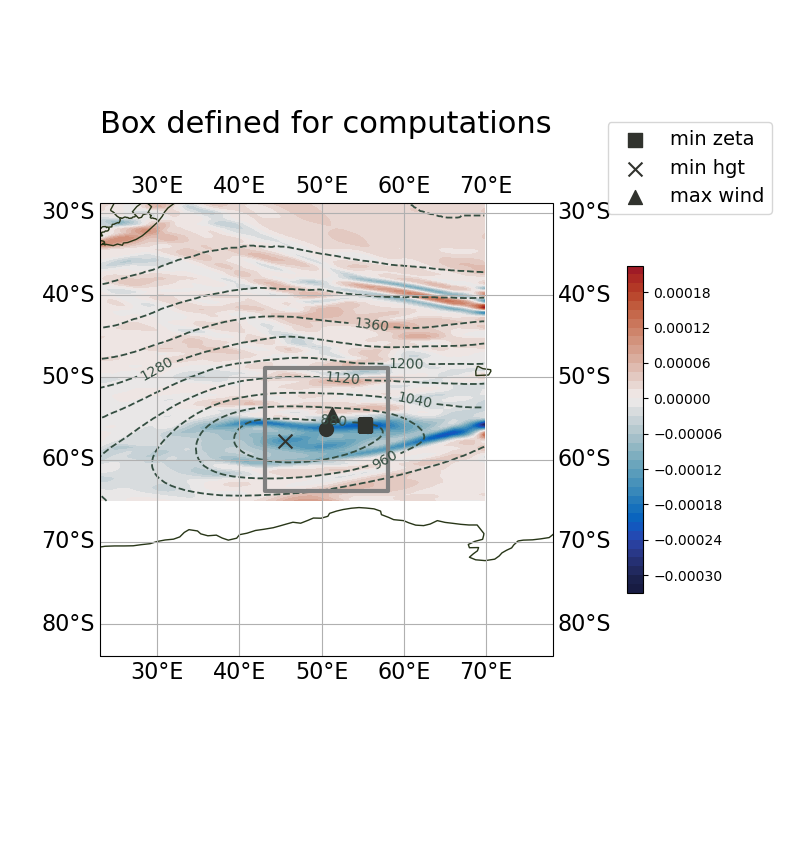 Box defined for computations
min zeta
min hgt
max wind
30°E 40°E 50°E 60°E 70°E
30°S 30°S
40°S 40°S
50°S 50°S
60°S 60°S
70°S 70°S
80°S 80°S
30°E 40°E 50°E 60°E 70°E
1360
1280
1200
1120
1040
960
0.00018
0.00012
0.00006
0.00000
−0.00006
−0.00012
−0.00018
−0.00024
−0.00030